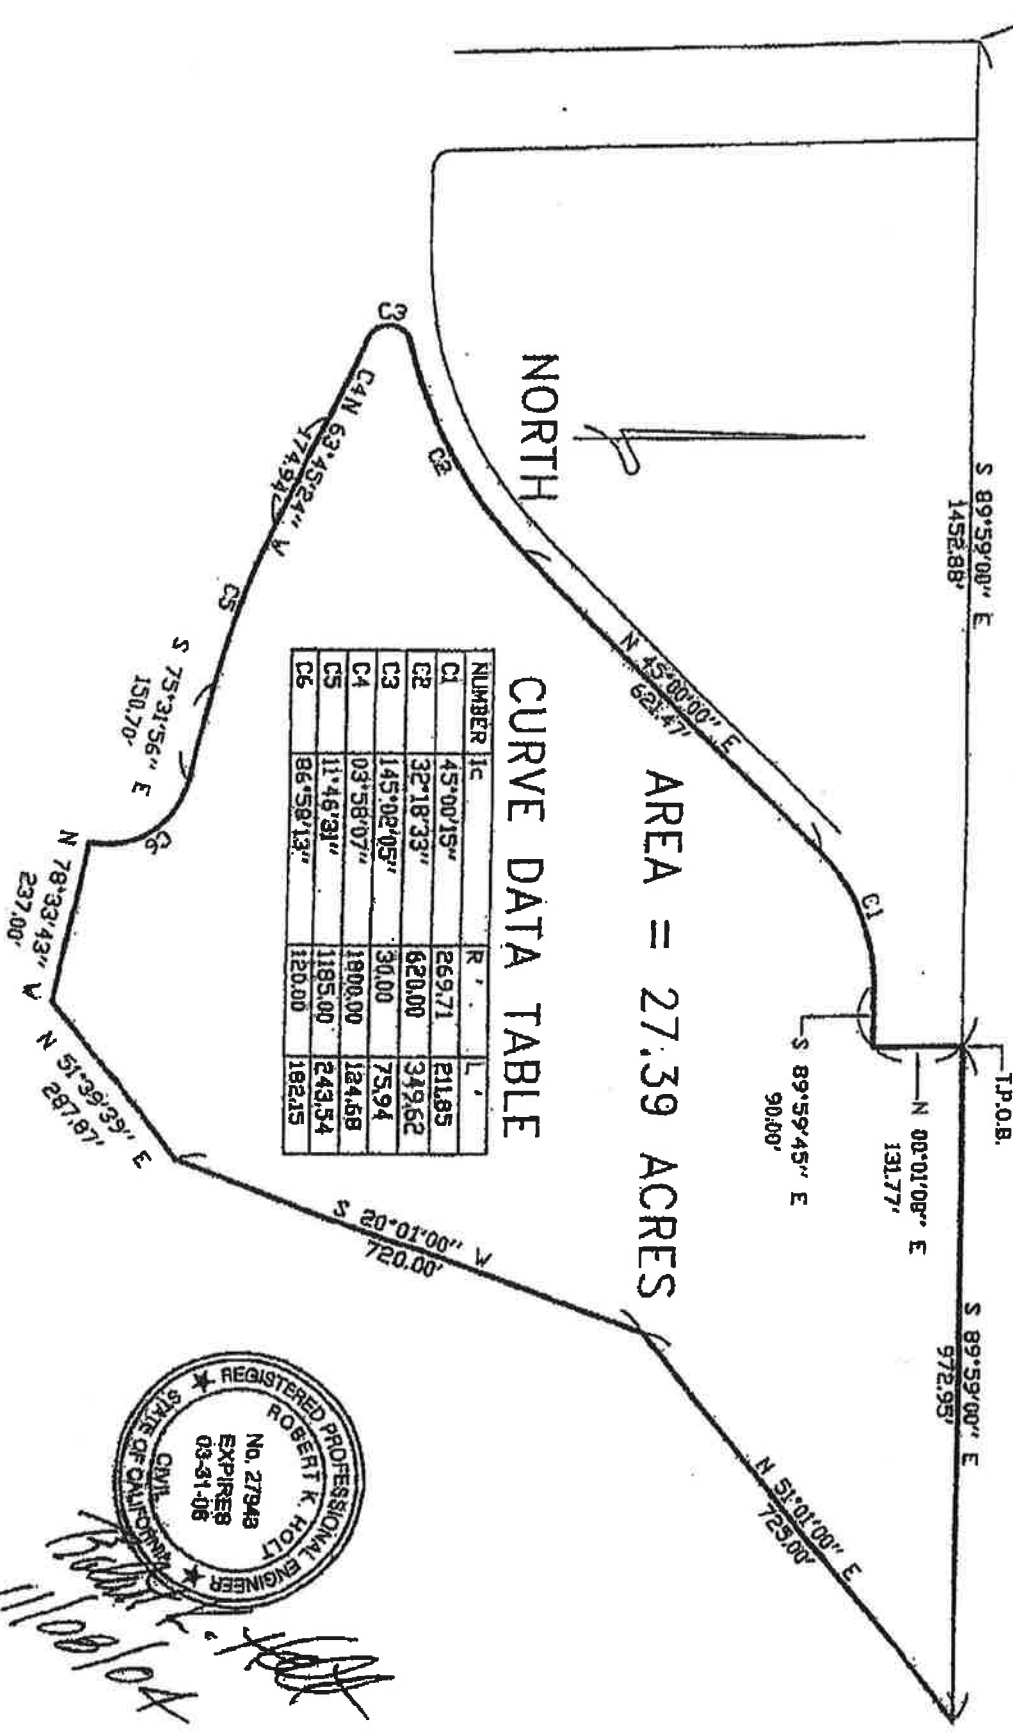 T.P.O.B.
S 89°59'00" E
1452.88'
S 89°59'00" E
972.95'
N 00°01'08" E
131.77'
S 89°59'45" E
90.00'
C1
N 45°00'00" E
621.47'
NORTH
C2
C3
C4
N 63°45'24" W
174.94'
C5
S 75°31'56" E
150.70'
C6
N 78°33'43" W
237.00'
N 51°39'39" E
287.87'
S 20°01'00" W
720.00'
N 51°01'00" E
725.00'
AREA = 27.39 ACRES
CURVE DATA TABLE
NUMBER R ' L '
C1 45°00'15" 269.71 211.85
C2 32°18'33" 620.00 349.62
C3 145°02'05" 30.00 75.94
C4 03°58'07" 1800.00 124.68
C5 11°46'31" 1185.00 243.54
C6 86°58'13" 120.00 182.15
REGISTERED PROFESSIONAL ENGINEER
ROBERT K. HOLT
No. 27943
EXPIRES
03-31-06
CIVIL
STATE OF CALIFORNIA
11/08/04